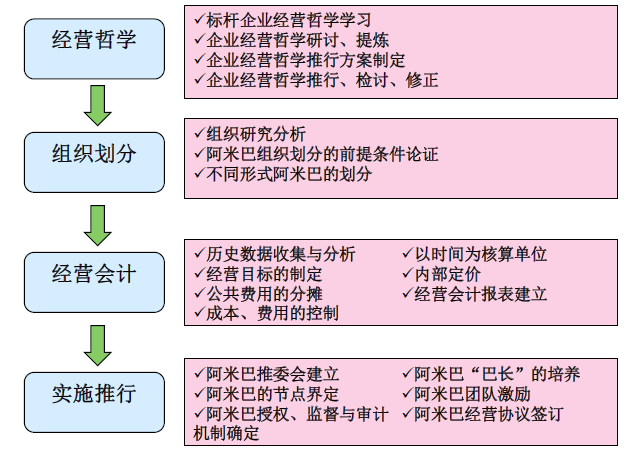 经营哲学
✓标杆企业经营哲学学习
✓企业经营哲学研讨、提炼
✓企业经营哲学推行方案制定
✓企业经营哲学推行、检讨、修正
组织划分
✓组织研究分析
✓阿米巴组织划分的前提条件论证
✓不同形式阿米巴的划分
经营会计
✓历史数据收集与分析
✓经营目标的制定
✓公共费用的分摊
✓成本、费用的控制
✓以时间为核算单位
✓内部定价
✓经营会计报表建立
实施推行
✓阿米巴推委会建立
✓阿米巴的节点界定
✓阿米巴授权、监督与审计
机制确定
✓阿米巴“巴长”的培养
✓阿米巴团队激励
✓阿米巴经营协议签订